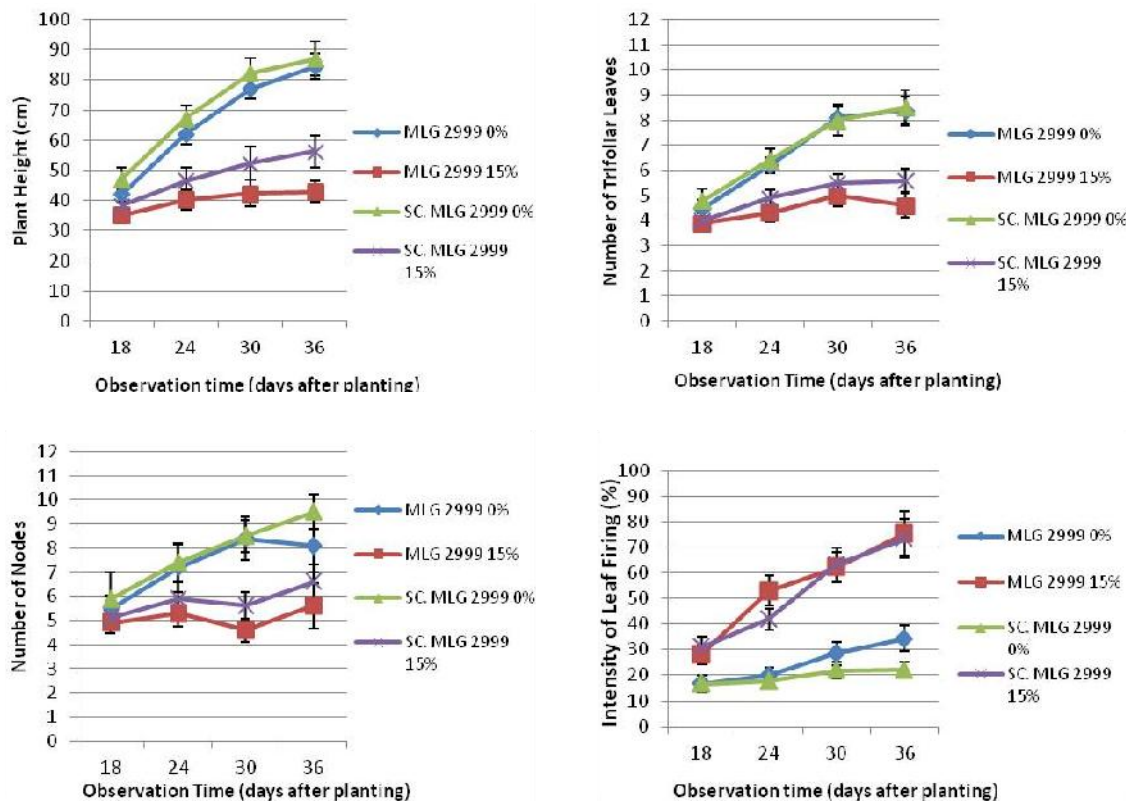 Plant Height (cm)
100
90
80
70
60
50
40
30
20
10
0
18 24 30 36
Observation time (days after planting)
MLG 2999 0%
MLG 2999 15%
SC. MLG 2999 0%
SC. MLG 2999
15%
Number of Trifoliar Leaves
12
11
10
9
8
7
6
5
4
3
2
1
0
18 24 30 36
Observation Time (days after planting)
MLG 2999 0%
MLG 2999 15%
SC. MLG 2999 0%
SC. MLG 2999
15%
Number of Nodes
12
11
10
9
8
7
6
5
4
3
2
1
0
18 24 30 36
Observation Time (days after planting)
MLG 2999 0%
MLG 2999 15%
SC. MLG 2999 0%
SC. MLG 2999
15%
Intensity of Leaf Firing (%)
100
90
80
70
60
50
40
30
20
10
0
18 24 30 36
Observation Time (days after planting)
MLG 2999 0%
MLG 2999 15%
SC. MLG 2999
0%
SC. MLG 2999
15%